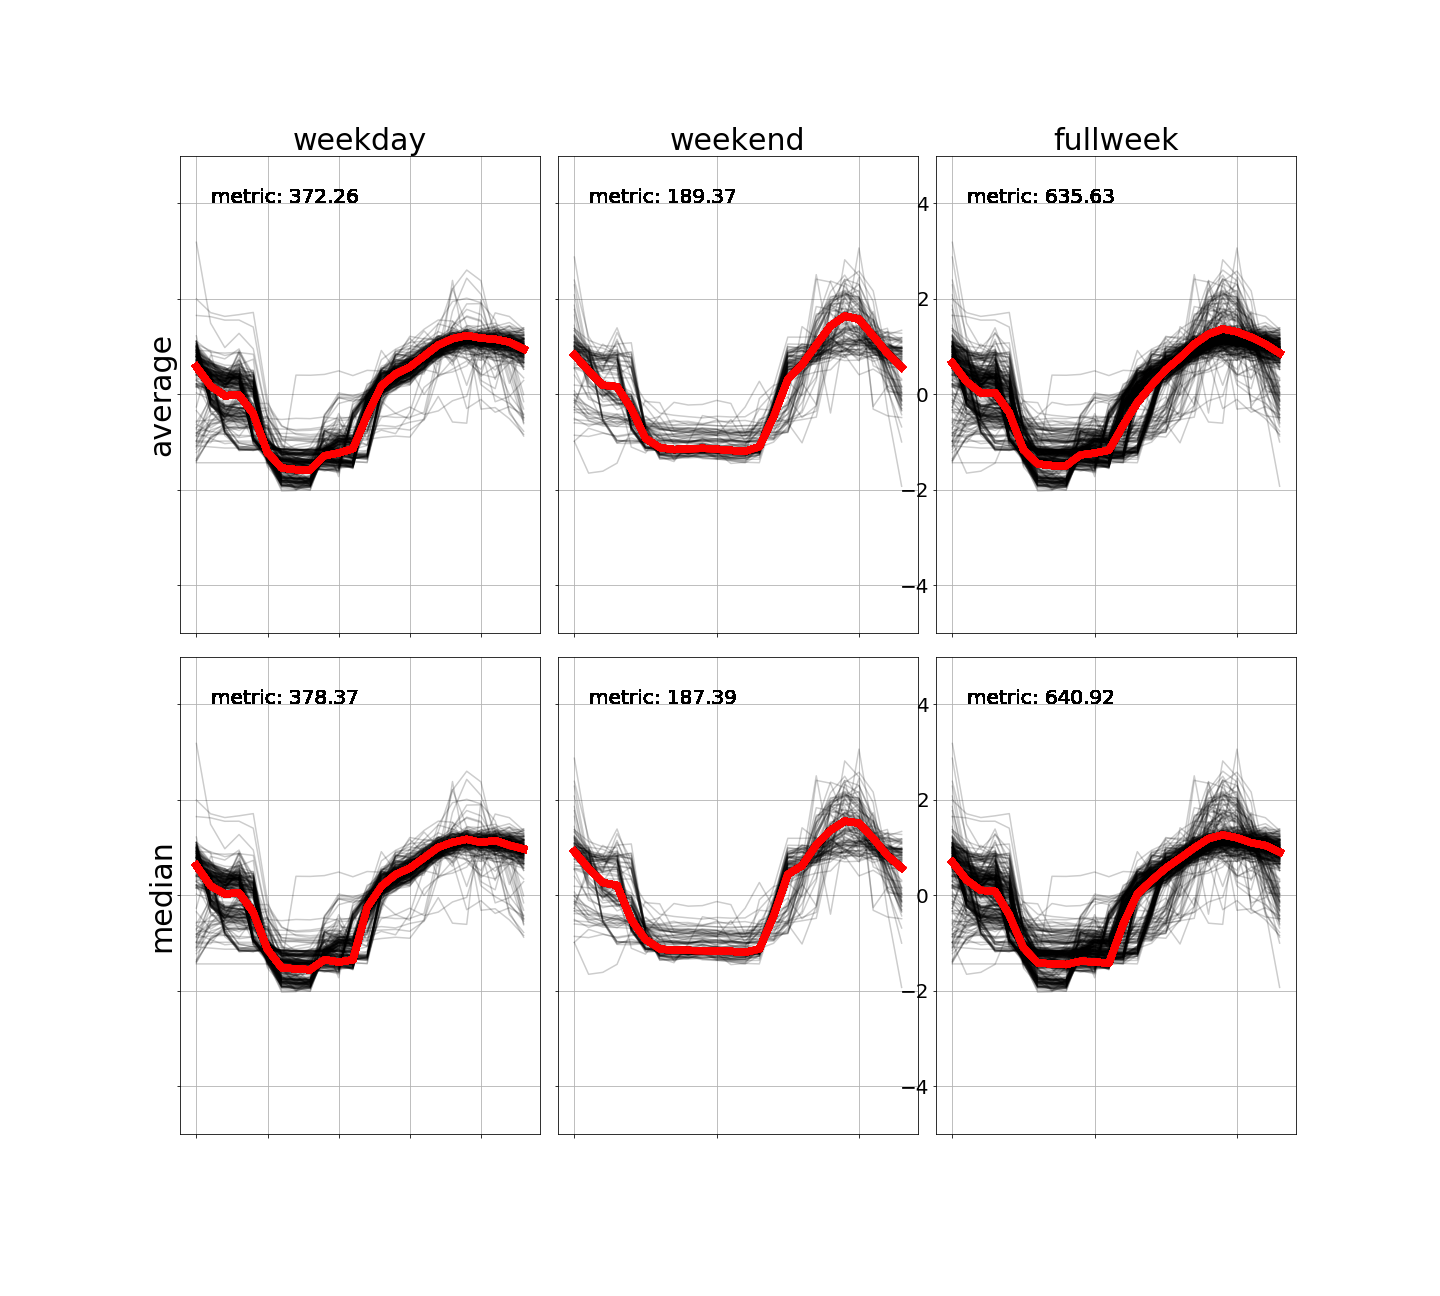 weekday weekend fullweek
metric: 372.26 metric: 189.37 metric: 635.63
4
2
0
−2
−4
average
metric: 378.37 metric: 187.39 metric: 640.92
4
2
0
−2
−4
median